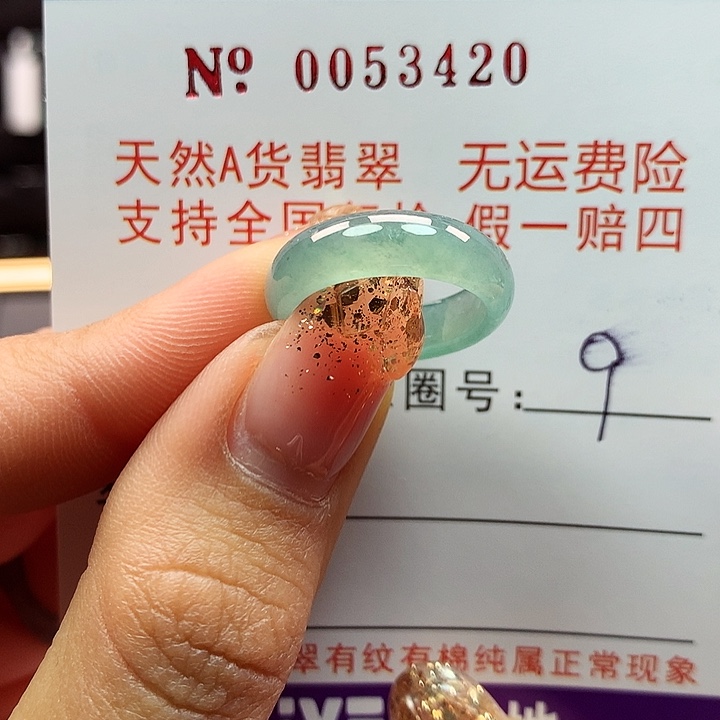 Nº 0053420
天然A货翡翠 无运费险
支持全国 假一赔四
圈号: 9
翠有纹有棉纯属正常现象